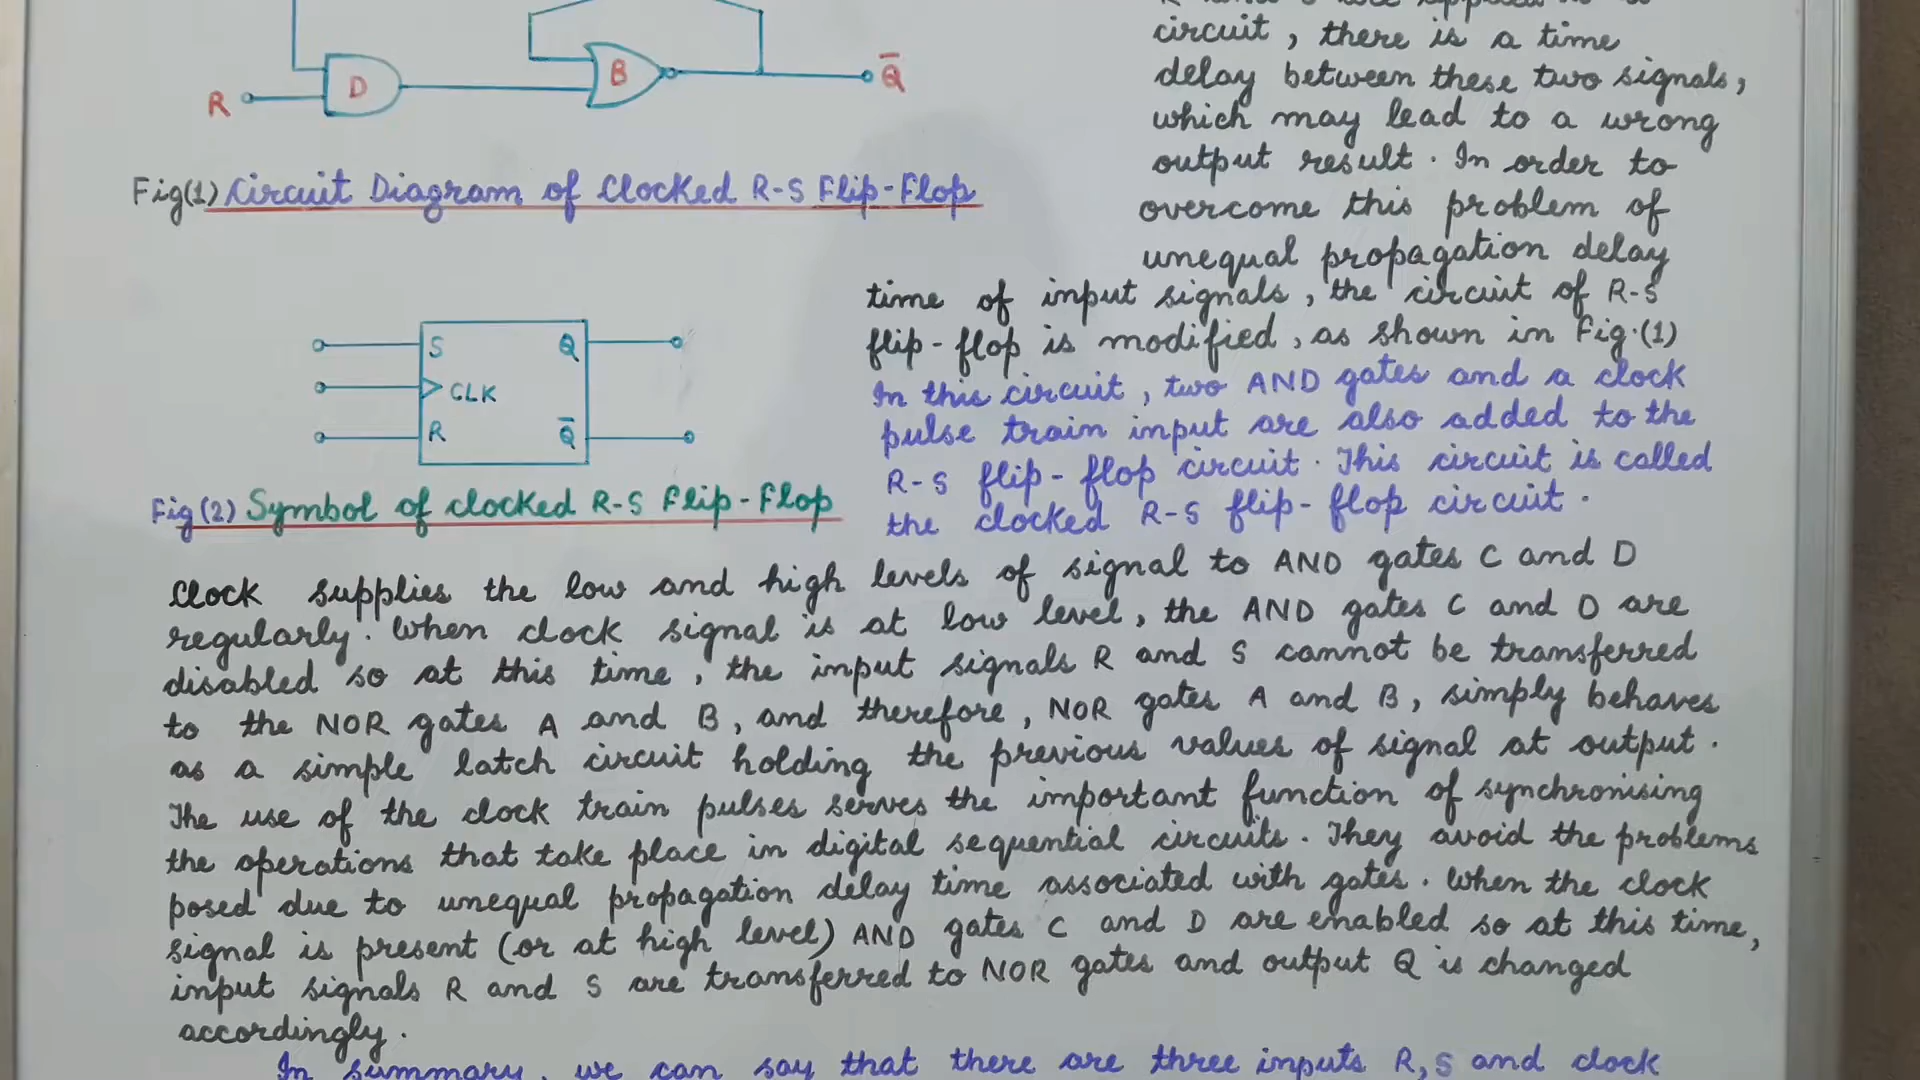 circuit, there is a time
delay between these two signals,
which may lead to a wrong
output result. In order to
overcome this problem of
unequal propagation delay
time of input signals, the circuit of R-S
flip-flop is modified, as shown in Fig.(1)
In this circuit, two AND gates and a clock
pulse train input are also added to the
R-S flip-flop circuit. This circuit is called
the clocked R-S flip-flop circuit.
D
B
Q̅
R
Fig(1) Circuit Diagram of Clocked R-S Flip-Flop
S
Q
CLK
R
Q̅
Fig(2) Symbol of clocked R-S Flip-Flop
Clock supplies the low and high levels of signal to AND gates C and D
regularly. When clock signal is at low level, the AND gates C and D are
disabled so at this time, the input signals R and S cannot be transferred
to the NOR gates A and B, and therefore, NOR gates A and B, simply behaves
as a simple latch circuit holding the previous values of signal at output.
The use of the clock train pulses serves the important function of synchronising
the operations that take place in digital sequential circuits. They avoid the problems
posed due to unequal propagation delay time associated with gates. When the clock
signal is present (or at high level) AND gates C and D are enabled so at this time,
input signals R and S are transferred to NOR gates and output Q is changed
accordingly.
In summary, we can say that there are three inputs R, S and clock